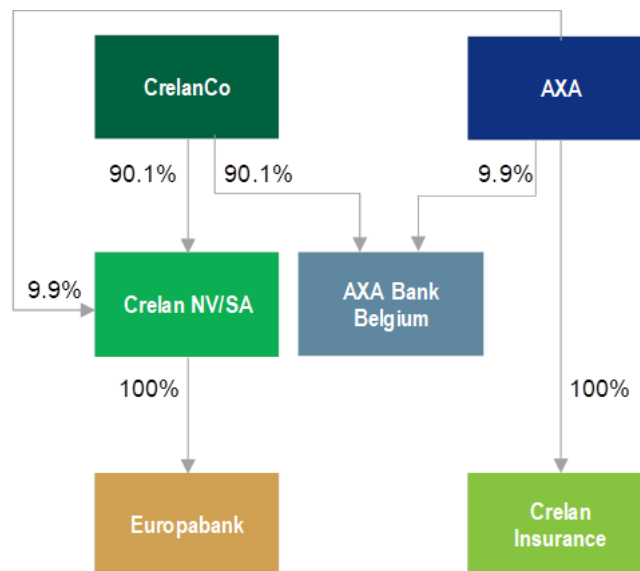 CrelanCo
AXA
90.1%
90.1%
9.9%
9.9%
Crelan NV/SA
AXA Bank
Belgium
100%
100%
Europabank
Crelan
Insurance